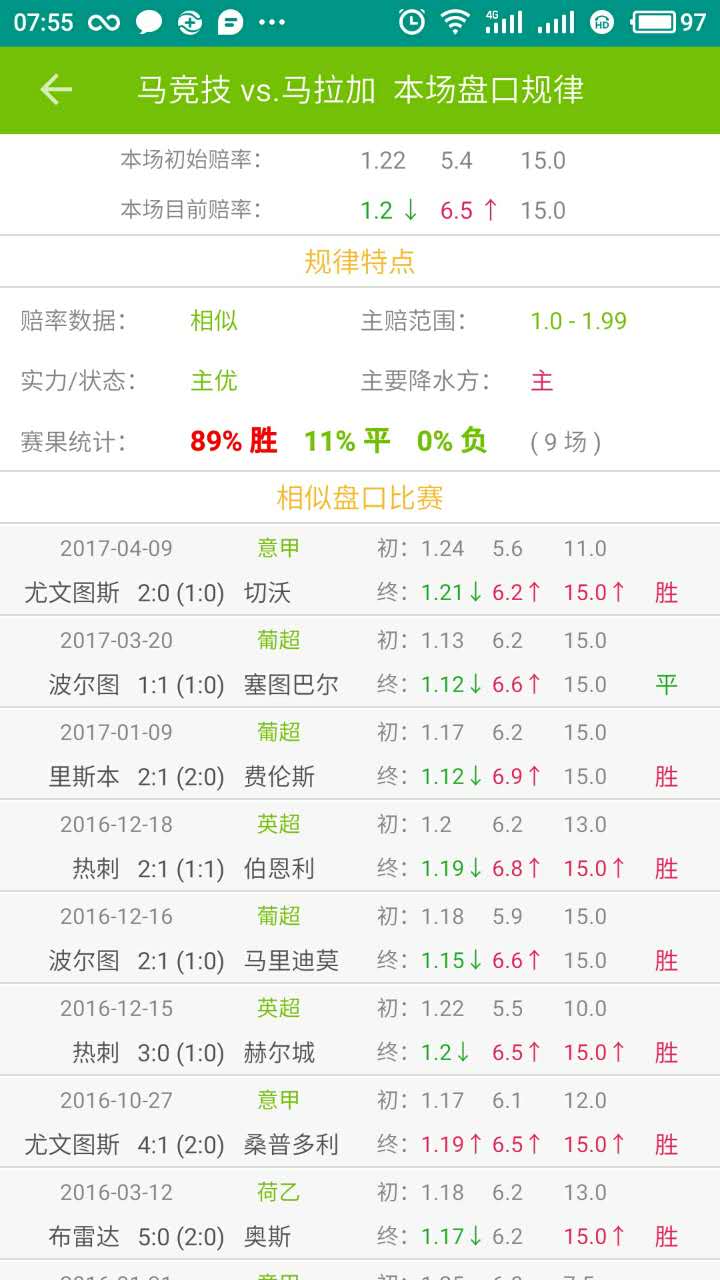 07:55 4G HD 97
马竞技 vs.马拉加 本场盘口规律
本场初始赔率： 1.22 5.4 15.0
本场目前赔率： 1.2↓ 6.5↑ 15.0
规律特点
赔率数据： 相似 主赔范围： 1.0 - 1.99
实力/状态： 主优 主要降水方： 主
赛果统计： 89% 胜 11% 平 0% 负 ( 9 场 )
相似盘口比赛
2017-04-09 意甲 初：1.24 5.6 11.0
尤文图斯 2:0 (1:0) 切沃 终：1.21↓ 6.2↑ 15.0↑ 胜
2017-03-20 葡超 初：1.13 6.2 15.0
波尔图 1:1 (1:0) 塞图巴尔 终：1.12↓ 6.6↑ 15.0 平
2017-01-09 葡超 初：1.17 6.2 15.0
里斯本 2:1 (2:0) 费伦斯 终：1.12↓ 6.9↑ 15.0 胜
2016-12-18 英超 初：1.2 6.2 13.0
热刺 2:1 (1:1) 伯恩利 终：1.19↓ 6.8↑ 15.0↑ 胜
2016-12-16 葡超 初：1.18 5.9 15.0
波尔图 2:1 (1:0) 马里迪莫 终：1.15↓ 6.6↑ 15.0 胜
2016-12-15 英超 初：1.22 5.5 10.0
热刺 3:0 (1:0) 赫尔城 终：1.2↓ 6.5↑ 15.0↑ 胜
2016-10-27 意甲 初：1.17 6.1 12.0
尤文图斯 4:1 (2:0) 桑普多利 终：1.19↑ 6.5↑ 15.0↑ 胜
2016-03-12 荷乙 初：1.18 6.2 13.0
布雷达 5:0 (2:0) 奥斯 终：1.17↓ 6.2 15.0↑ 胜